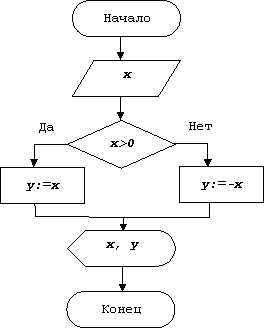 Начало
x
Да
x>0
Нет
y:=x
y:=-x
x, y
Конец